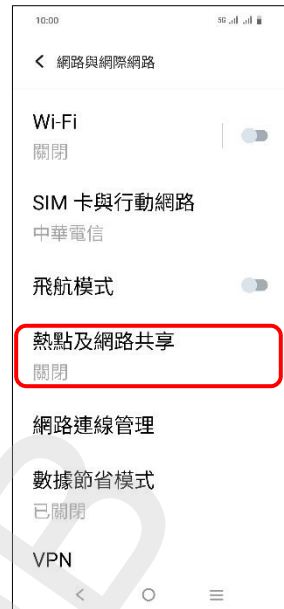 10:00
5G
網路與網際網路
Wi-Fi
關閉
SIM 卡與行動網路
中華電信
飛航模式
熱點及網路共享
關閉
網路連線管理
數據節省模式
已關閉
VPN